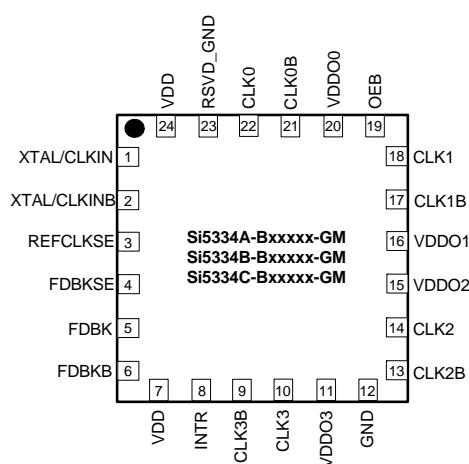 VDD
RSVD_GND
CLK0
CLK0B
VDDO0
OEB
24
23
22
21
20
19
XTAL/CLKIN 1
18 CLK1
XTAL/CLKINB 2
17 CLK1B
REFCLKSE 3
16 VDDO1
Si5334A-Bxxxxx-GM
Si5334B-Bxxxxx-GM
Si5334C-Bxxxxx-GM
FDBKSE 4
15 VDDO2
FDBK 5
14 CLK2
FDBKB 6
13 CLK2B
7
8
9
10
11
12
VDD
INTR
CLK3B
CLK3
VDDO3
GND